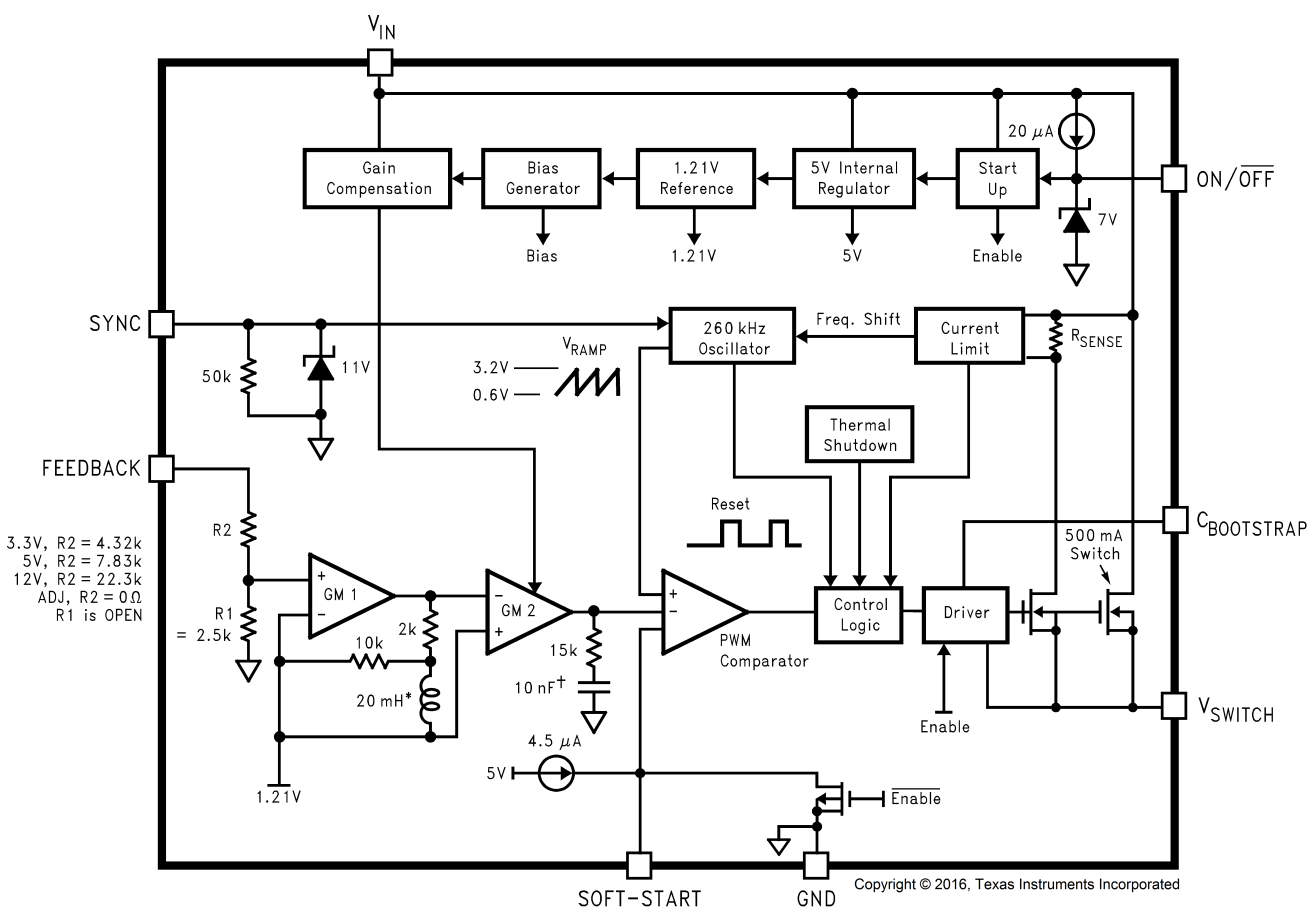 VIN
20 μA
Gain
Compensation
Bias
Generator
1.21V
Reference
5V Internal
Regulator
Start
Up
ON/O̅F̅F̅
7V
Bias
1.21V
5V
Enable
SYNC
260 kHz
Oscillator
Freq. Shift
Current
Limit
RSENSE
VRAMP
3.2V
0.6V
50k
11V
Thermal
Shutdown
FEEDBACK
Reset
CBOOTSTRAP
500 mA
Switch
R2
3.3V, R2 = 4.32k
5V, R2 = 7.83k
12V, R2 = 22.3k
ADJ, R2 = 0Ω
R1 is OPEN
R1
= 2.5k
+
GM 1
−
2k
10k
20 mH*
−
GM 2
+
15k
10 nF†
+
−
PWM
Comparator
Control
Logic
Driver
Enable
VSWITCH
1.21V
4.5 μA
5V
E̅n̅a̅b̅l̅e̅
SOFT-START
GND
Copyright © 2016, Texas Instruments Incorporated